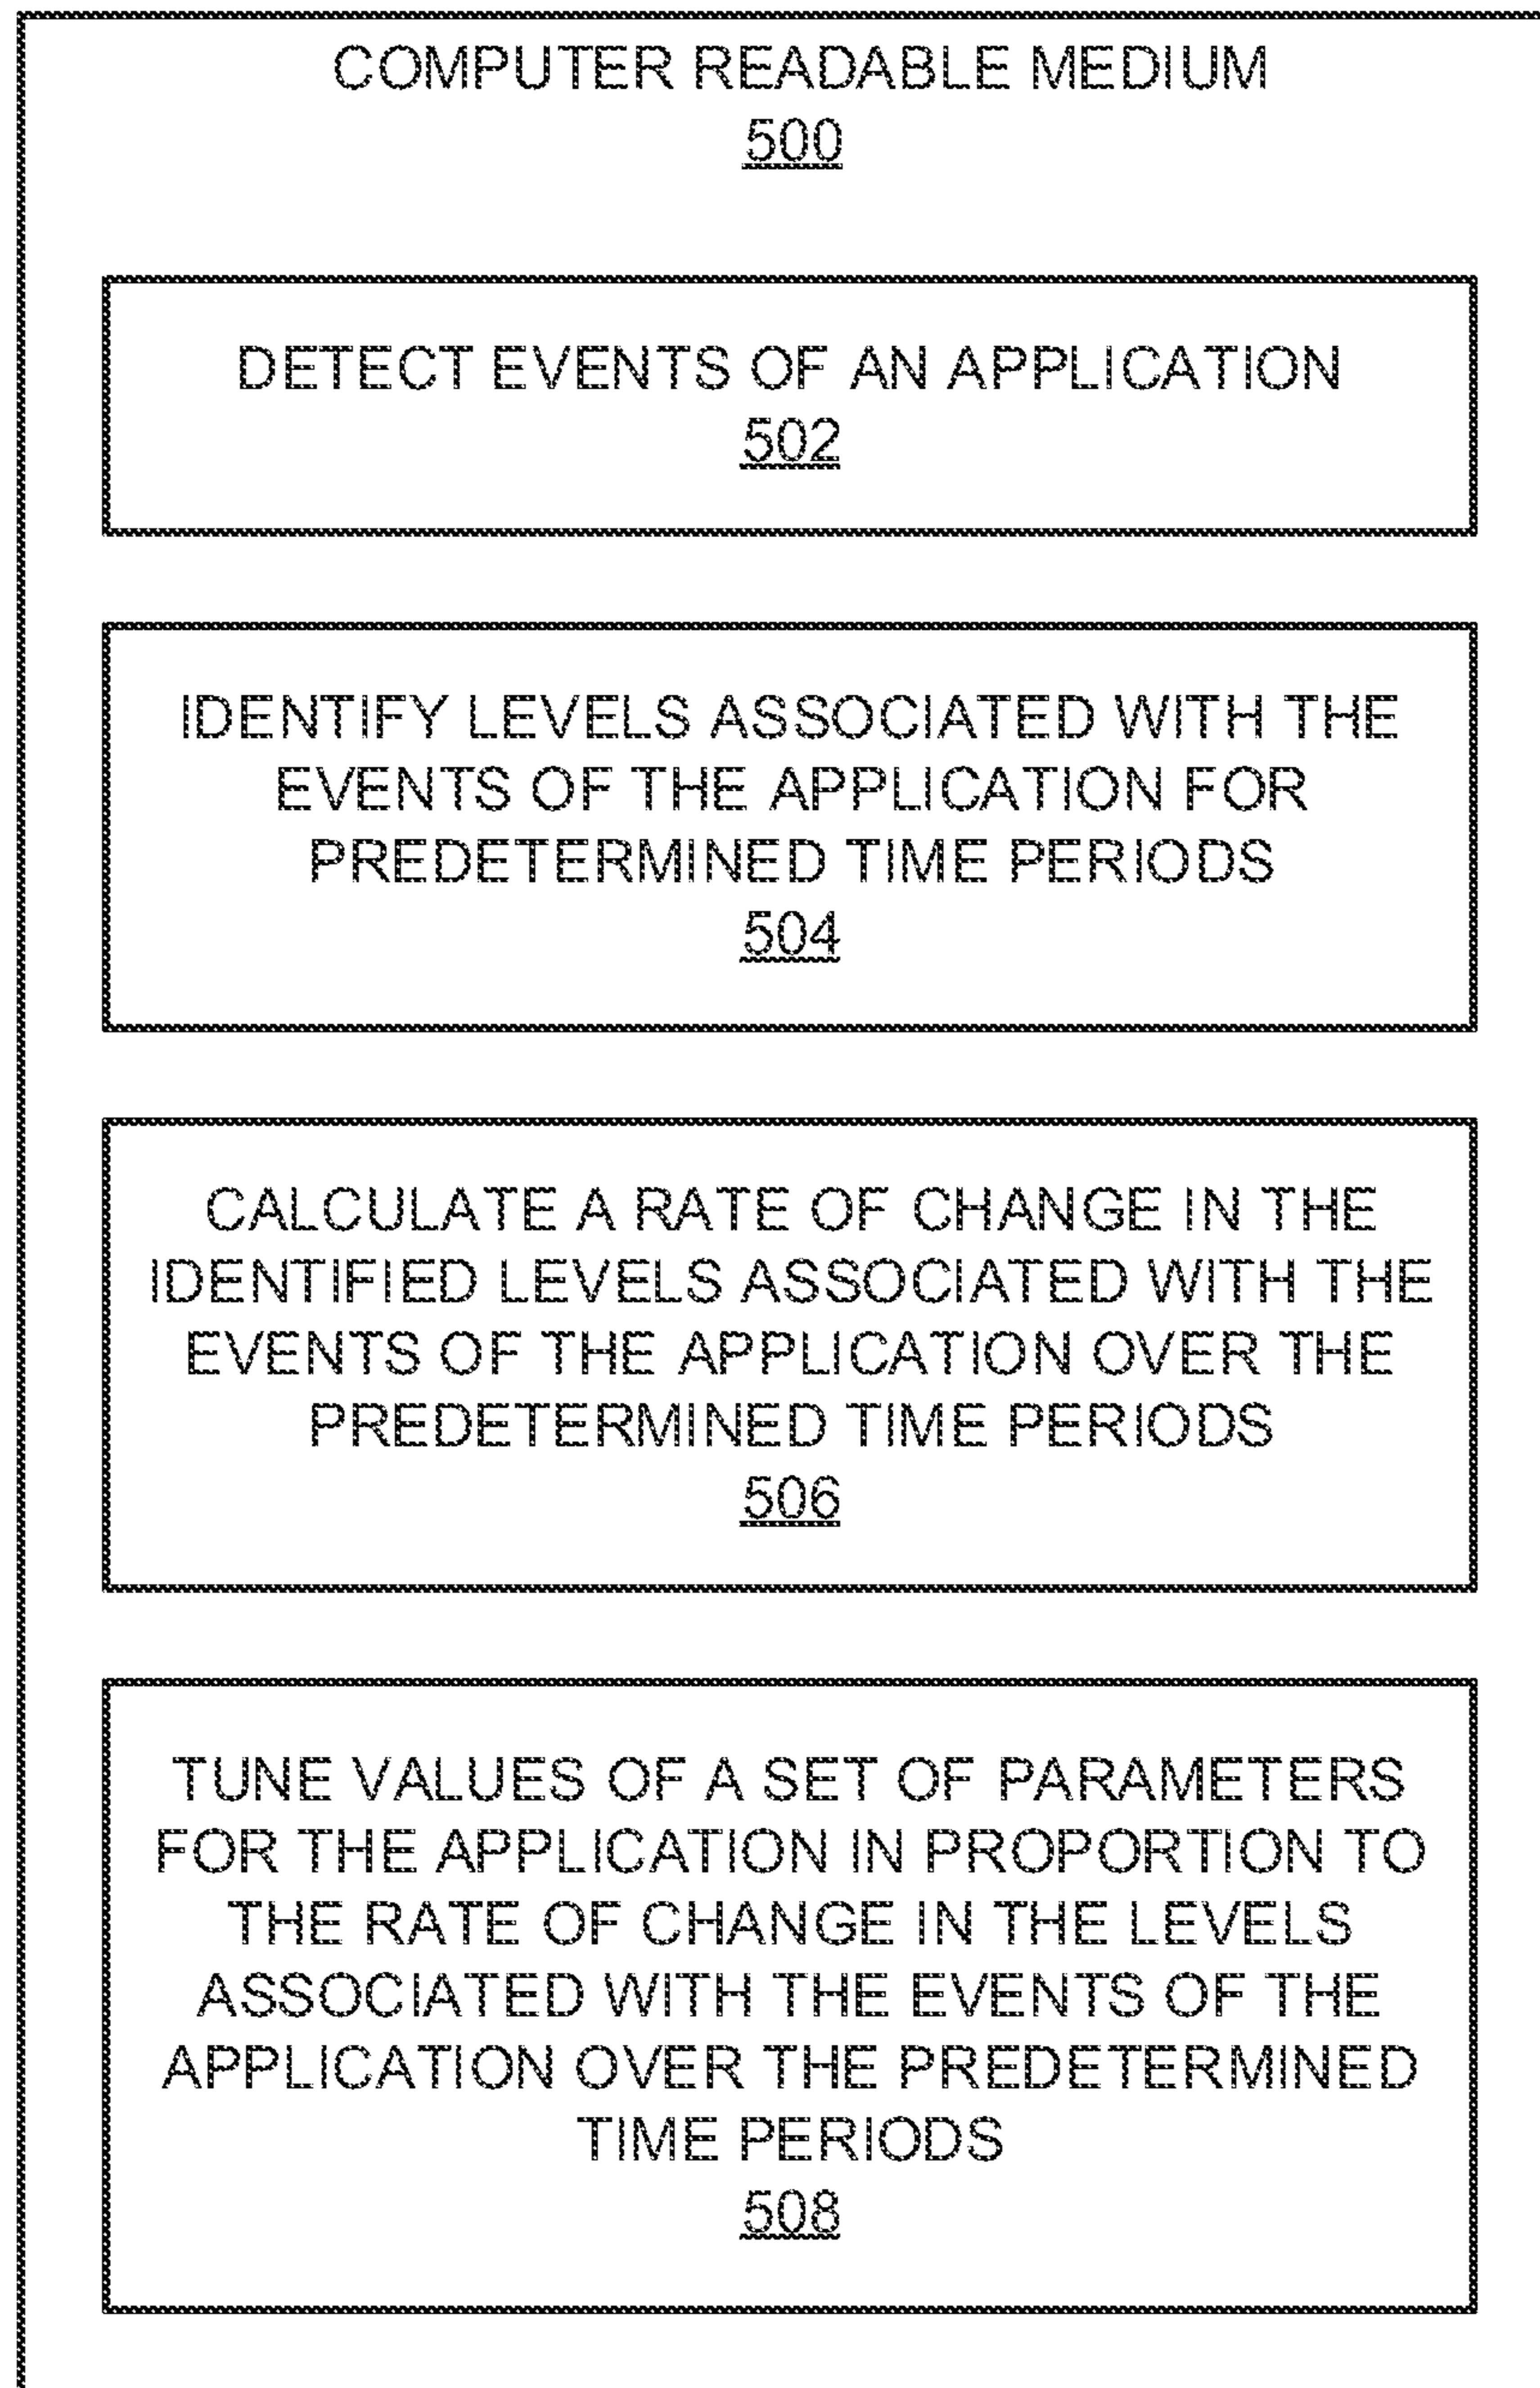 COMPUTER READABLE MEDIUM
500
DETECT EVENTS OF AN APPLICATION
502
IDENTIFY LEVELS ASSOCIATED WITH THE
EVENTS OF THE APPLICATION FOR
PREDETERMINED TIME PERIODS
504
CALCULATE A RATE OF CHANGE IN THE
IDENTIFIED LEVELS ASSOCIATED WITH THE
EVENTS OF THE APPLICATION OVER THE
PREDETERMINED TIME PERIODS
506
TUNE VALUES OF A SET OF PARAMETERS
FOR THE APPLICATION IN PROPORTION TO
THE RATE OF CHANGE IN THE LEVELS
ASSOCIATED WITH THE EVENTS OF THE
APPLICATION OVER THE PREDETERMINED
TIME PERIODS
508